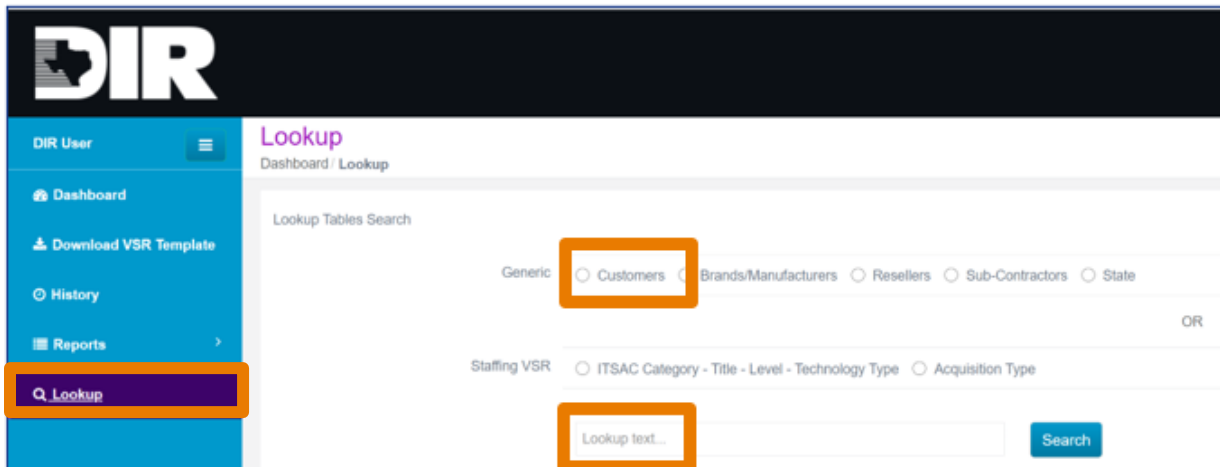 DIR
DIR User
Lookup
Dashboard / Lookup
Dashboard
Download VSR Template
History
Reports
Lookup
Lookup Tables Search
Generic Customers Brands/Manufacturers Resellers Sub-Contractors State
OR
Staffing VSR ITSAC Category - Title - Level - Technology Type Acquisition Type
Lookup text... Search